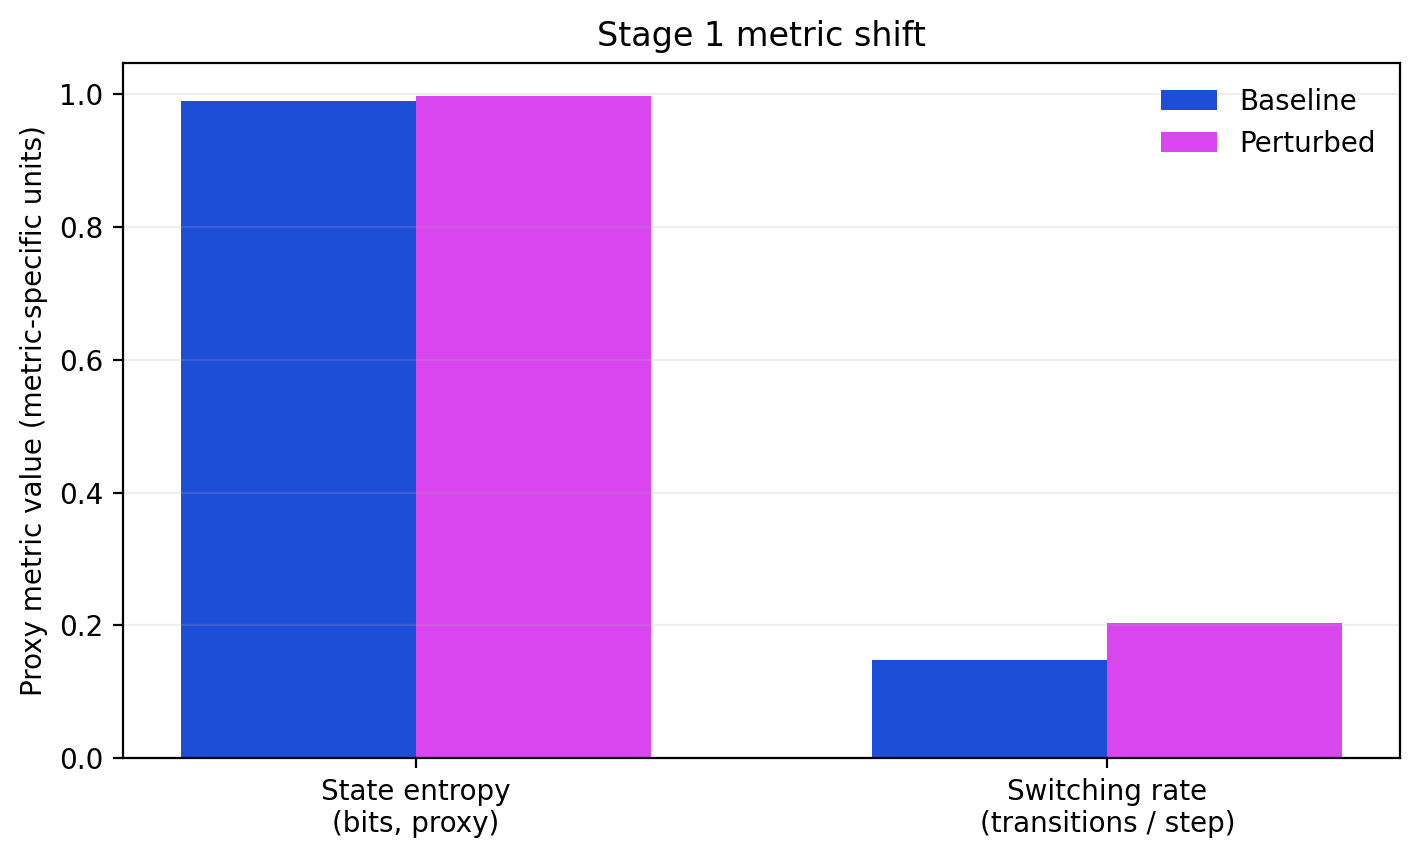 Stage 1 metric shift
Proxy metric value (metric-specific units)
1.0
0.8
0.6
0.4
0.2
0.0
Baseline
Perturbed
State entropy
(bits, proxy)
Switching rate
(transitions / step)